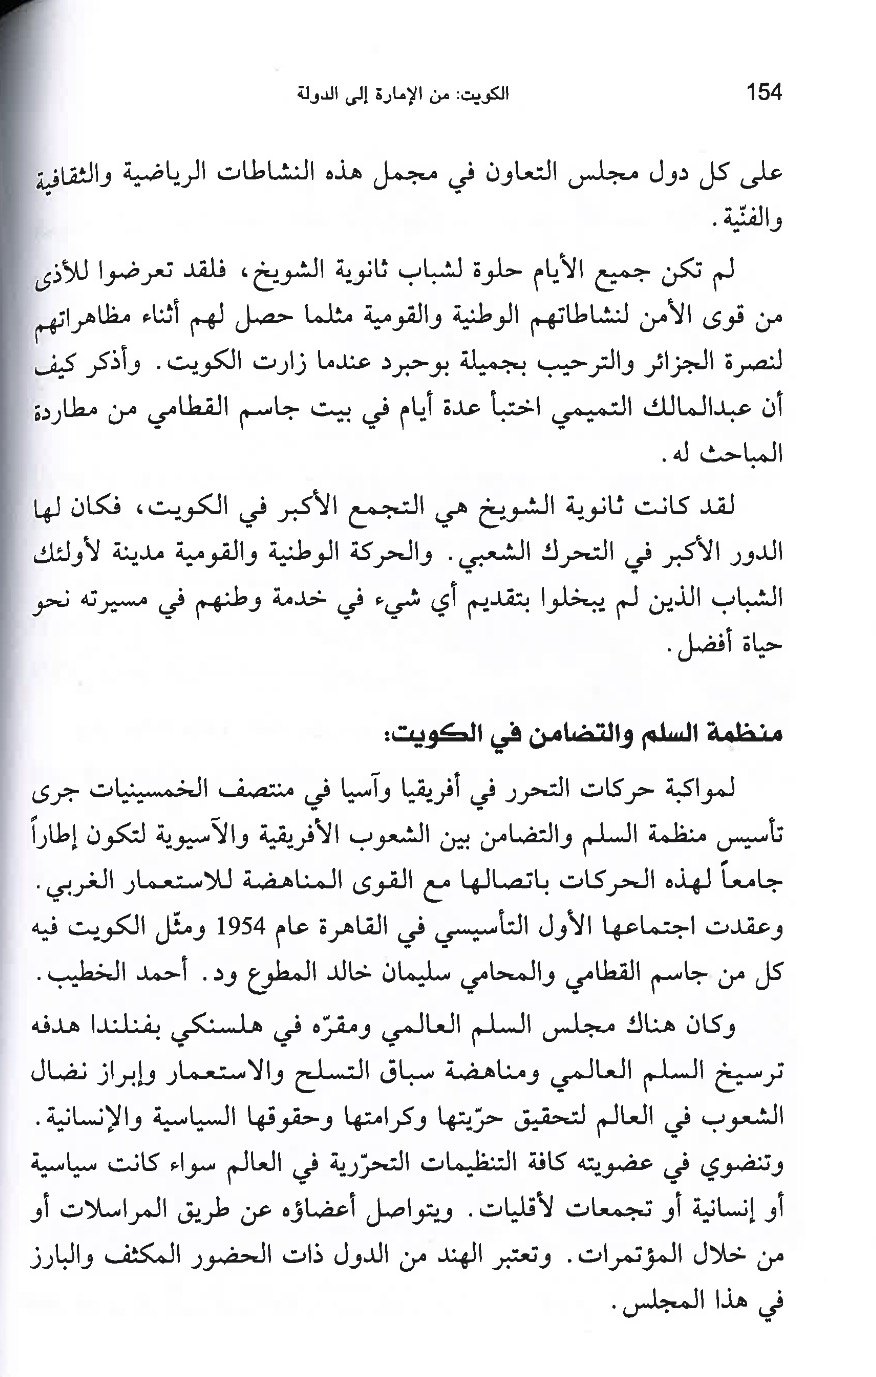 154
الكويت: من الإمارة إلى الدولة
على كل دول مجلس التعاون في مجمل هذه النشاطات الرياضية والثقافية
والفنّية.
لم تكن جميع الأيام حلوة لشباب ثانوية الشويخ، فلقد تعرضوا للأذى
من قوى الأمن لنشاطاتهم الوطنية والقومية مثلما حصل لهم أثناء مظاهراتهم
لنصرة الجزائر والترحيب بجميلة بوحيرد عندما زارت الكويت. وأذكر كيف
أن عبدالمالك التميمي اختبأ عدة أيام في بيت جاسم القطامي من مطاردة
المباحث له.
لقد كانت ثانوية الشويخ هي التجمع الأكبر في الكويت، فكان لها
الدور الأكبر في التحرك الشعبي. والحركة الوطنية والقومية مدينة لأولئك
الشباب الذين لم يبخلوا بتقديم أي شيء في خدمة وطنهم في مسيرته نحو
حياة أفضل.
منظمة السلم والتضامن في الكويت:
لمواكبة حركات التحرر في أفريقيا وآسيا في منتصف الخمسينيات جرى
تأسيس منظمة السلم والتضامن بين الشعوب الأفريقية والآسيوية لتكون إطاراً
جامعاً لهذه الحركات باتصالها مع القوى المناهضة للاستعمار الغربي.
وعقدت اجتماعها الأول التأسيسي في القاهرة عام 1954 ومثّل الكويت فيه
كل من جاسم القطامي والمحامي سليمان خالد المطوع ود. أحمد الخطيب.
وكان هناك مجلس السلم العالمي ومقرّه في هلسنكي بفنلندا هدفه
ترسيخ السلم العالمي ومناهضة سباق التسلح والاستعمار وإبراز نضال
الشعوب في العالم لتحقيق حرّيتها وكرامتها وحقوقها السياسية والإنسانية.
وتنضوي في عضويته كافة التنظيمات التحرّرية في العالم سواء كانت سياسية
أو إنسانية أو تجمعات لأقليات. ويتواصل أعضاؤه عن طريق المراسلات أو
من خلال المؤتمرات. وتعتبر الهند من الدول ذات الحضور المكثف والبارز
في هذا المجلس.